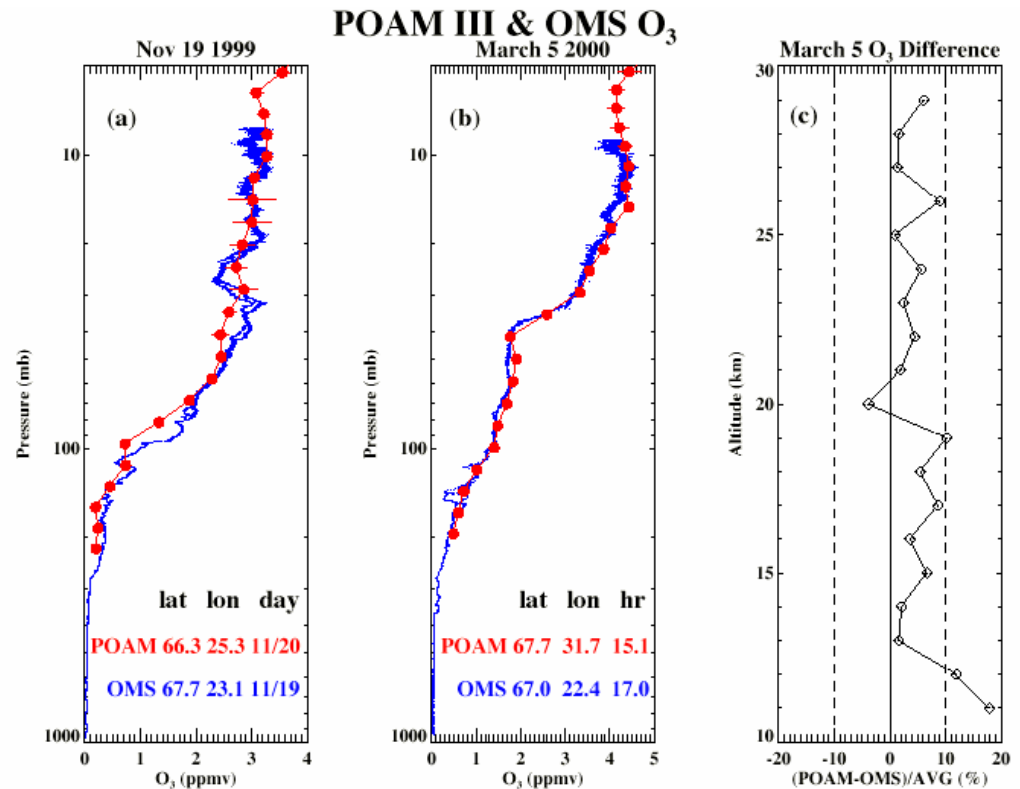 POAM III & OMS O3
Nov 19 1999
March 5 2000
March 5 O3 Difference
(a)
10
100
1000
Pressure (mb)
lat lon day
POAM 66.3 25.3 11/20
OMS 67.7 23.1 11/19
0 1 2 3 4
O3 (ppmv)
(b)
10
100
1000
Pressure (mb)
lat lon hr
POAM 67.7 31.7 15.1
OMS 67.0 22.4 17.0
0 1 2 3 4 5
O3 (ppmv)
(c)
30
25
20
15
10
Altitude (km)
-20 -10 0 10 20
(POAM-OMS)/AVG (%)